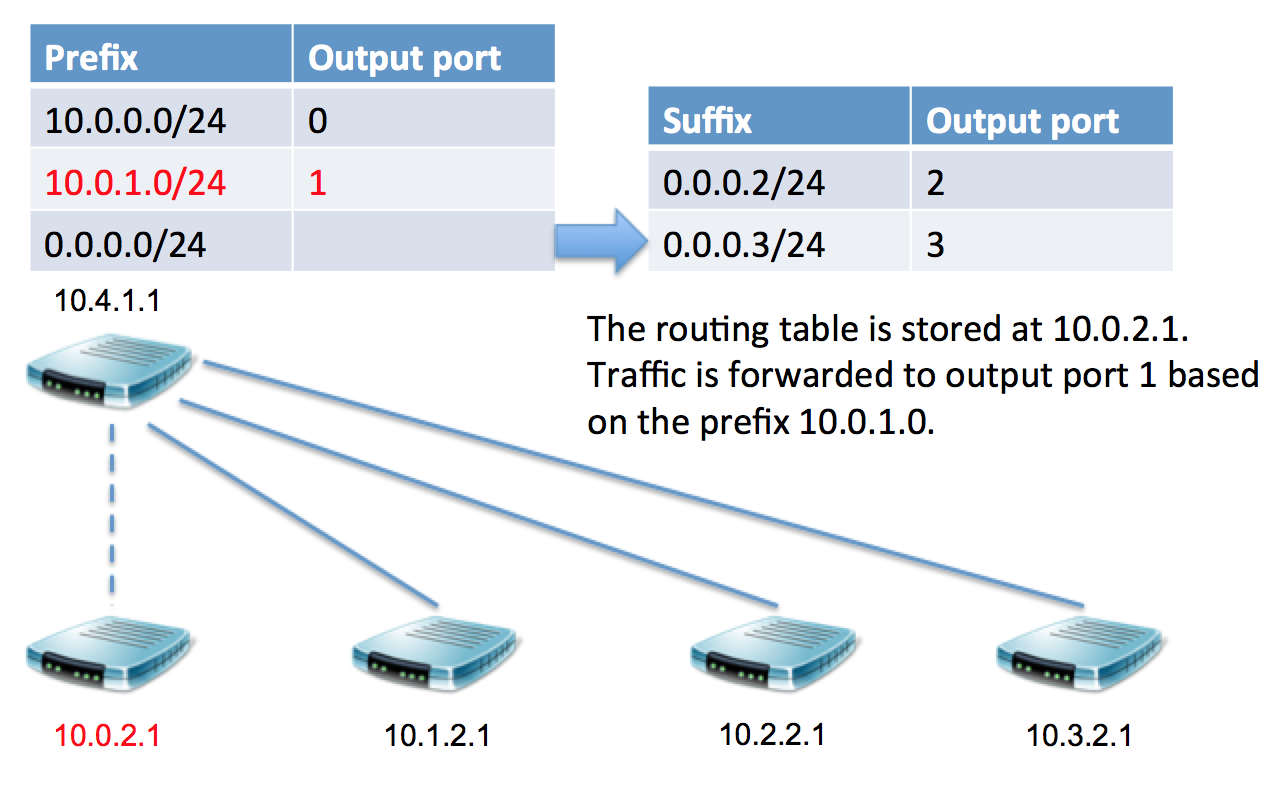 Prefix Output port
10.0.0.0/24 0
10.0.1.0/24 1
0.0.0.0/24
Suffix Output port
0.0.0.2/24 2
0.0.0.3/24 3
10.4.1.1
The routing table is stored at 10.0.2.1.
Traffic is forwarded to output port 1 based
on the prefix 10.0.1.0.
10.0.2.1
10.1.2.1
10.2.2.1
10.3.2.1